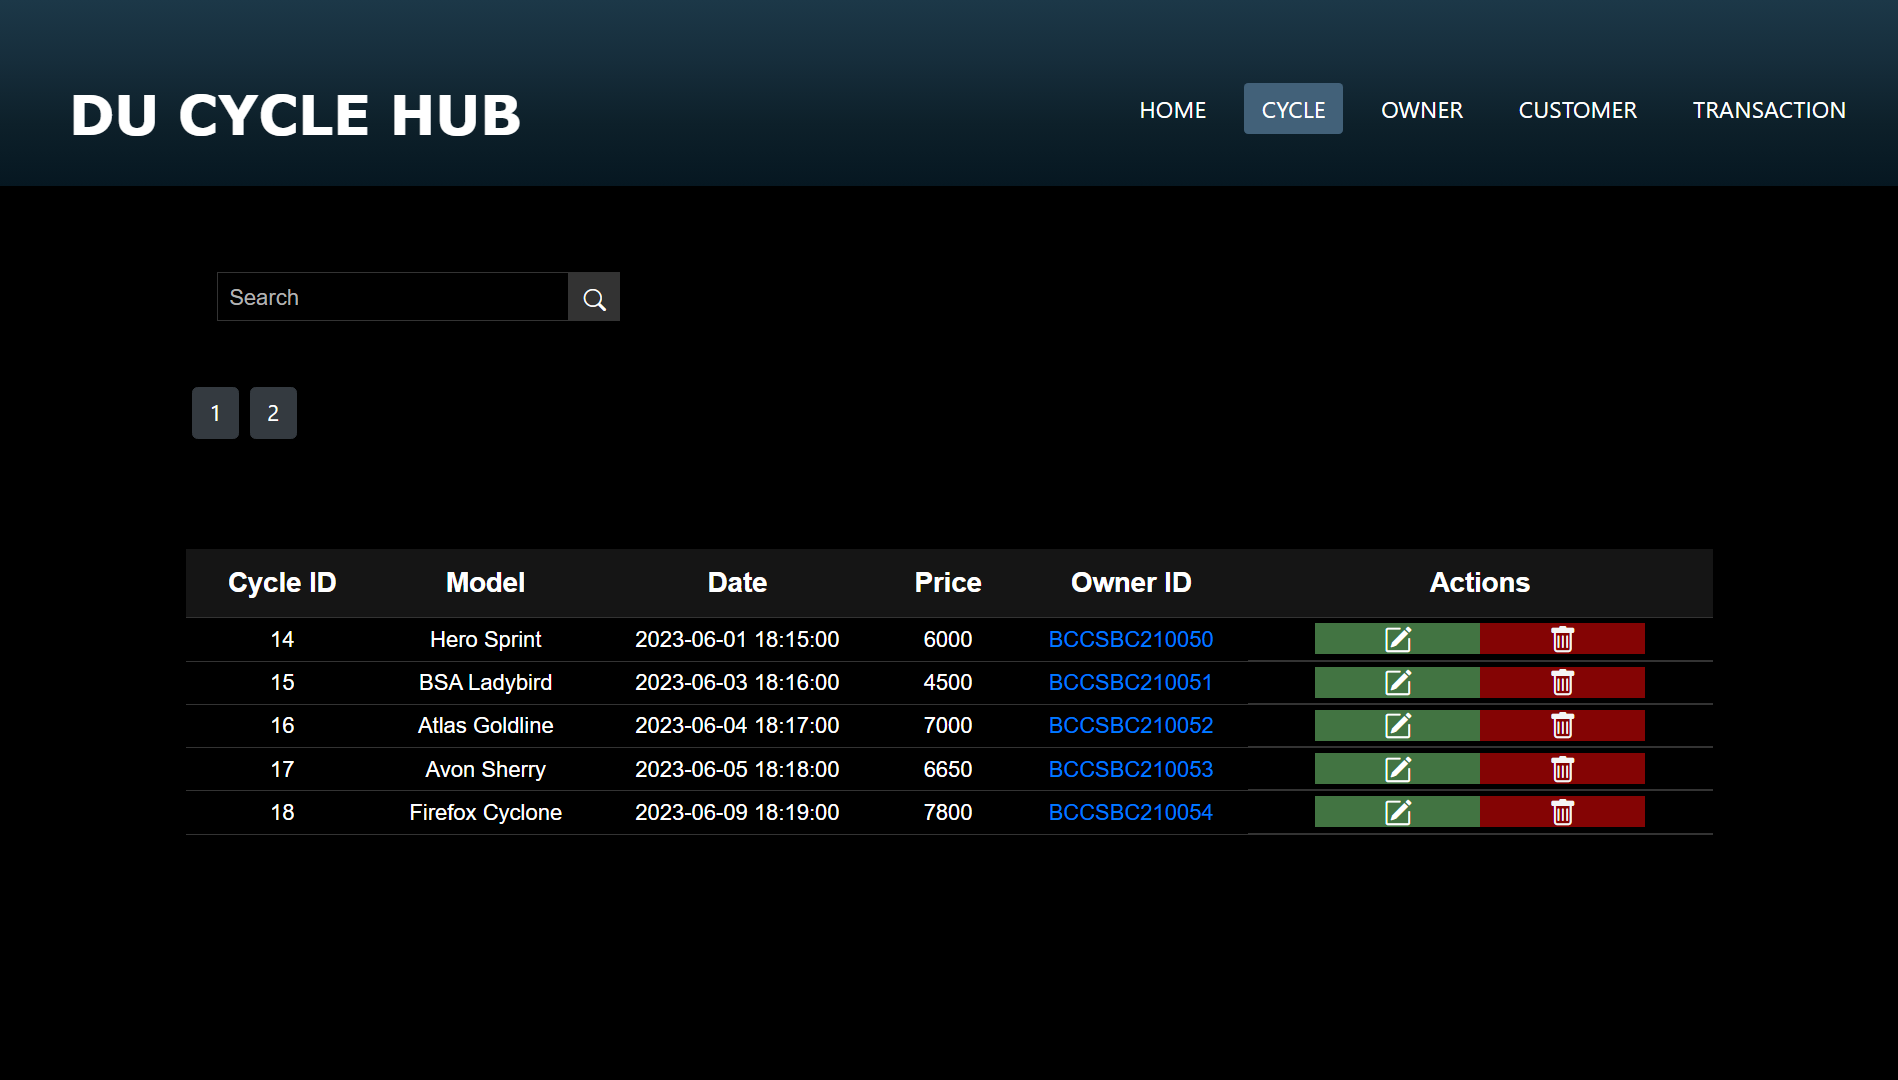 DU CYCLE HUB
HOME CYCLE OWNER CUSTOMER TRANSACTION
Search
1 2
Cycle ID Model Date Price Owner ID Actions
14 Hero Sprint 2023-06-01 18:15:00 6000 BCCSBC210050
15 BSA Ladybird 2023-06-03 18:16:00 4500 BCCSBC210051
16 Atlas Goldline 2023-06-04 18:17:00 7000 BCCSBC210052
17 Avon Sherry 2023-06-05 18:18:00 6650 BCCSBC210053
18 Firefox Cyclone 2023-06-09 18:19:00 7800 BCCSBC210054